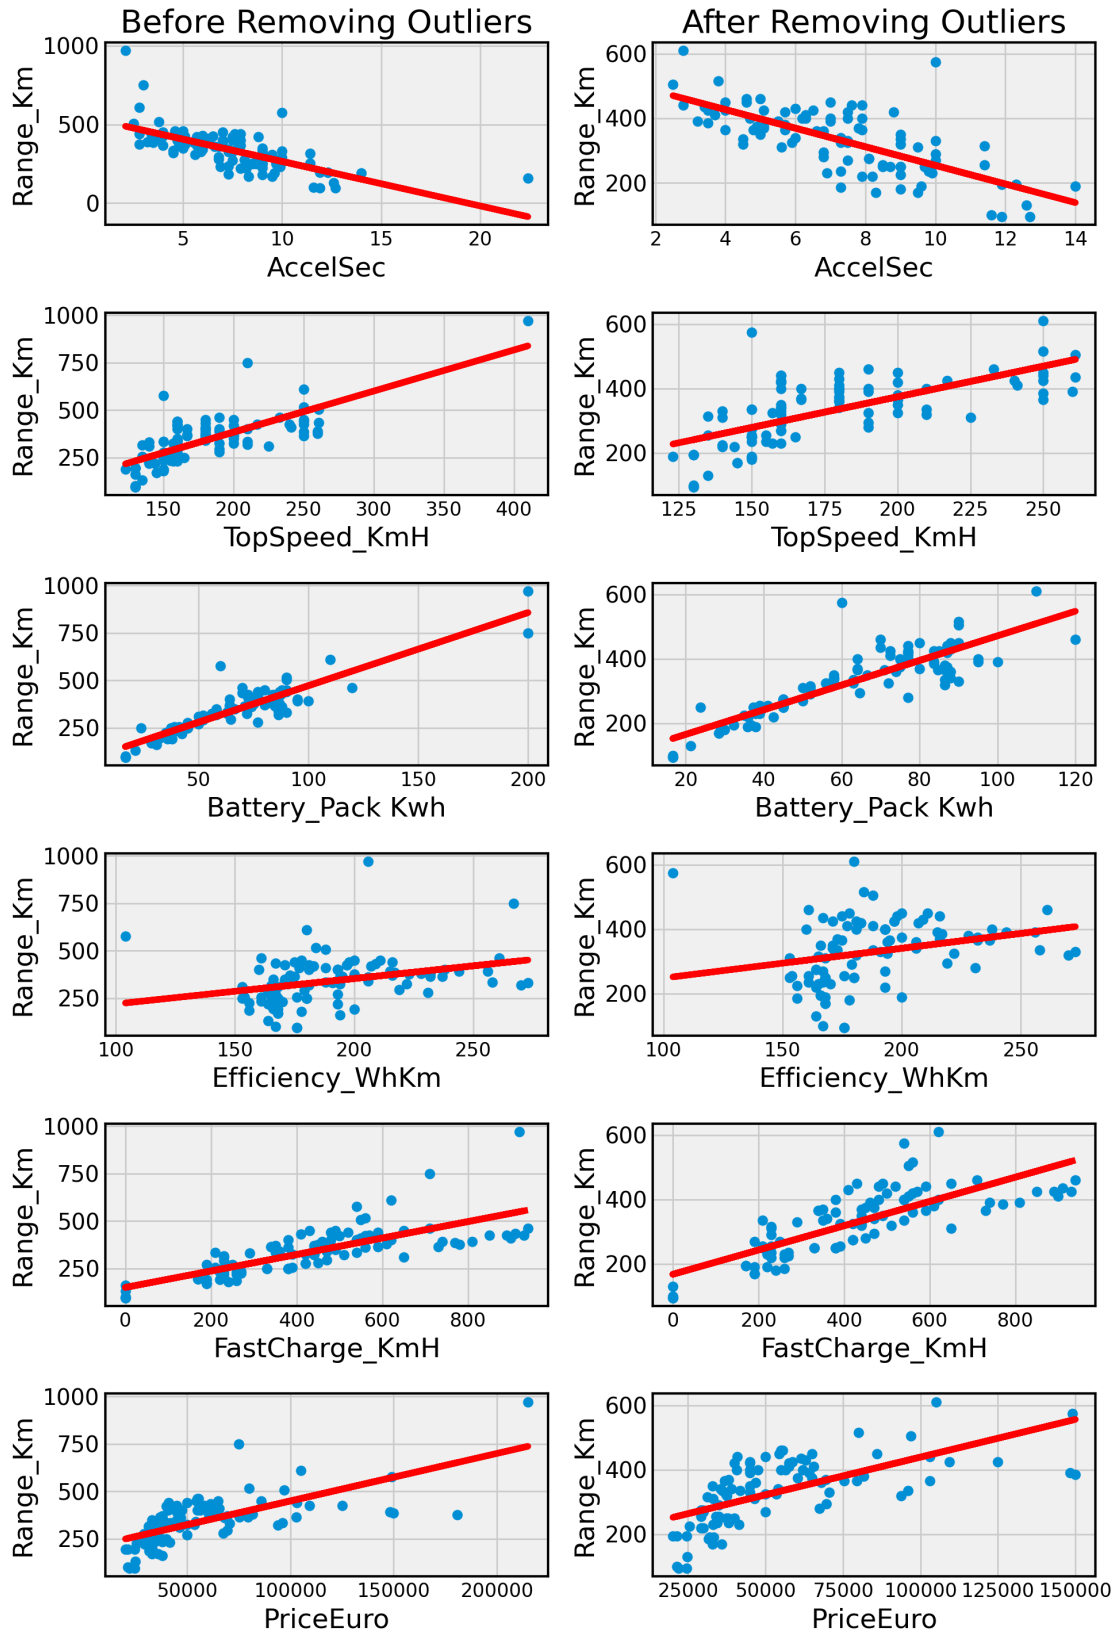 Before Removing Outliers
After Removing Outliers
1000
500
0
Range_Km
5 10 15 20
AccelSec
600
400
200
Range_Km
2 4 6 8 10 12 14
AccelSec
1000
750
500
250
Range_Km
150 200 250 300 350 400
TopSpeed_KmH
600
400
200
Range_Km
125 150 175 200 225 250
TopSpeed_KmH
1000
750
500
250
Range_Km
50 100 150 200
Battery_Pack Kwh
600
400
200
Range_Km
20 40 60 80 100 120
Battery_Pack Kwh
1000
750
500
250
Range_Km
100 150 200 250
Efficiency_WhKm
600
400
200
Range_Km
100 150 200 250
Efficiency_WhKm
1000
750
500
250
Range_Km
0 200 400 600 800
FastCharge_KmH
600
400
200
Range_Km
0 200 400 600 800
FastCharge_KmH
1000
750
500
250
Range_Km
50000 100000 150000 200000
PriceEuro
600
400
200
Range_Km
25000 50000 75000 100000 125000 150000
PriceEuro